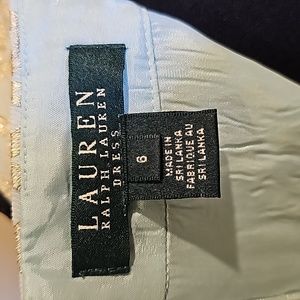 LAUREN
RALPH LAUREN
DRESS
6
MADE IN
SRI LANKA
FABRIQUE AU
SRI LANKA